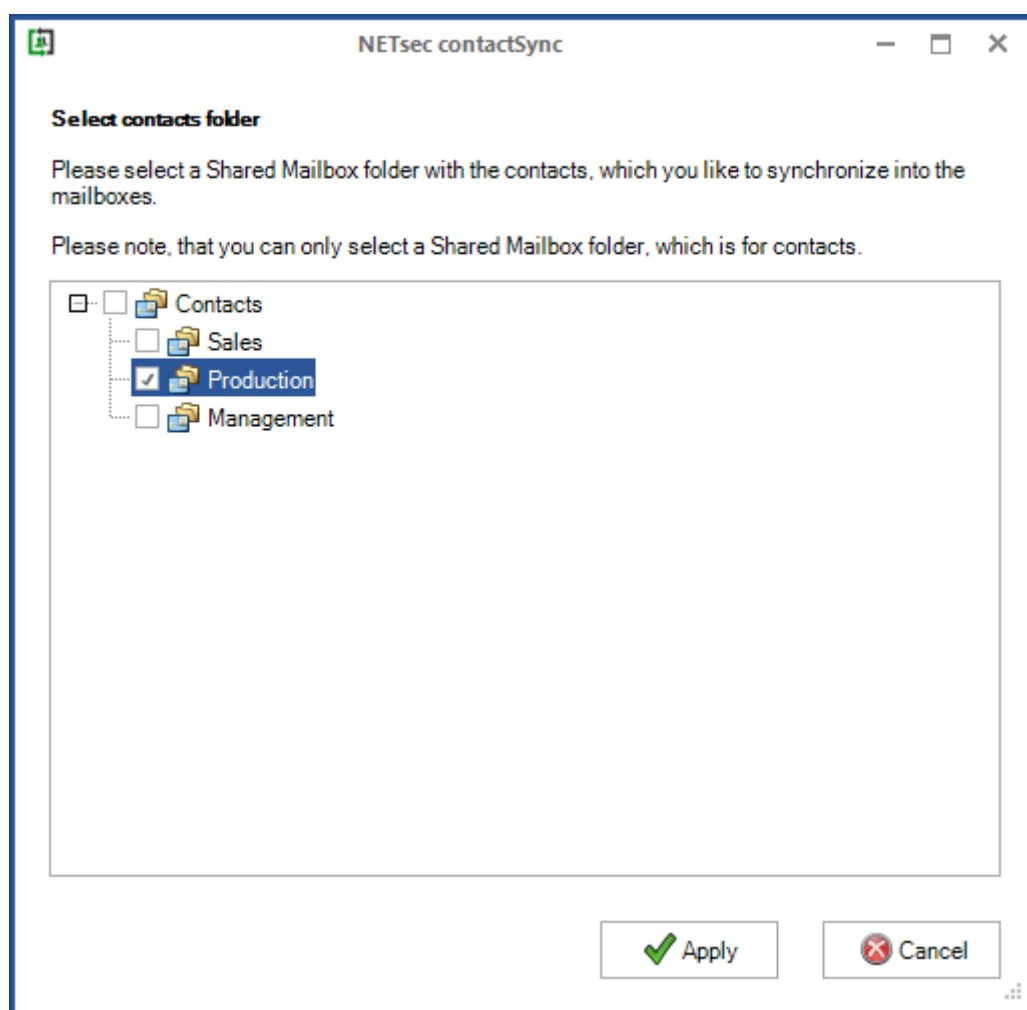 NETsec contactSync
Select contacts folder
Please select a Shared Mailbox folder with the contacts, which you like to synchronize into the
mailboxes.
Please note, that you can only select a Shared Mailbox folder, which is for contacts.
Contacts
Sales
Production
Management
Apply
Cancel